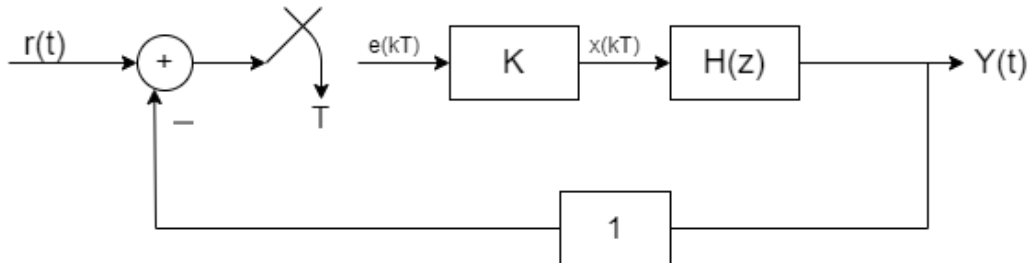 r(t)
+
−
T
e(kT)
K
x(kT)
H(z)
Y(t)
1